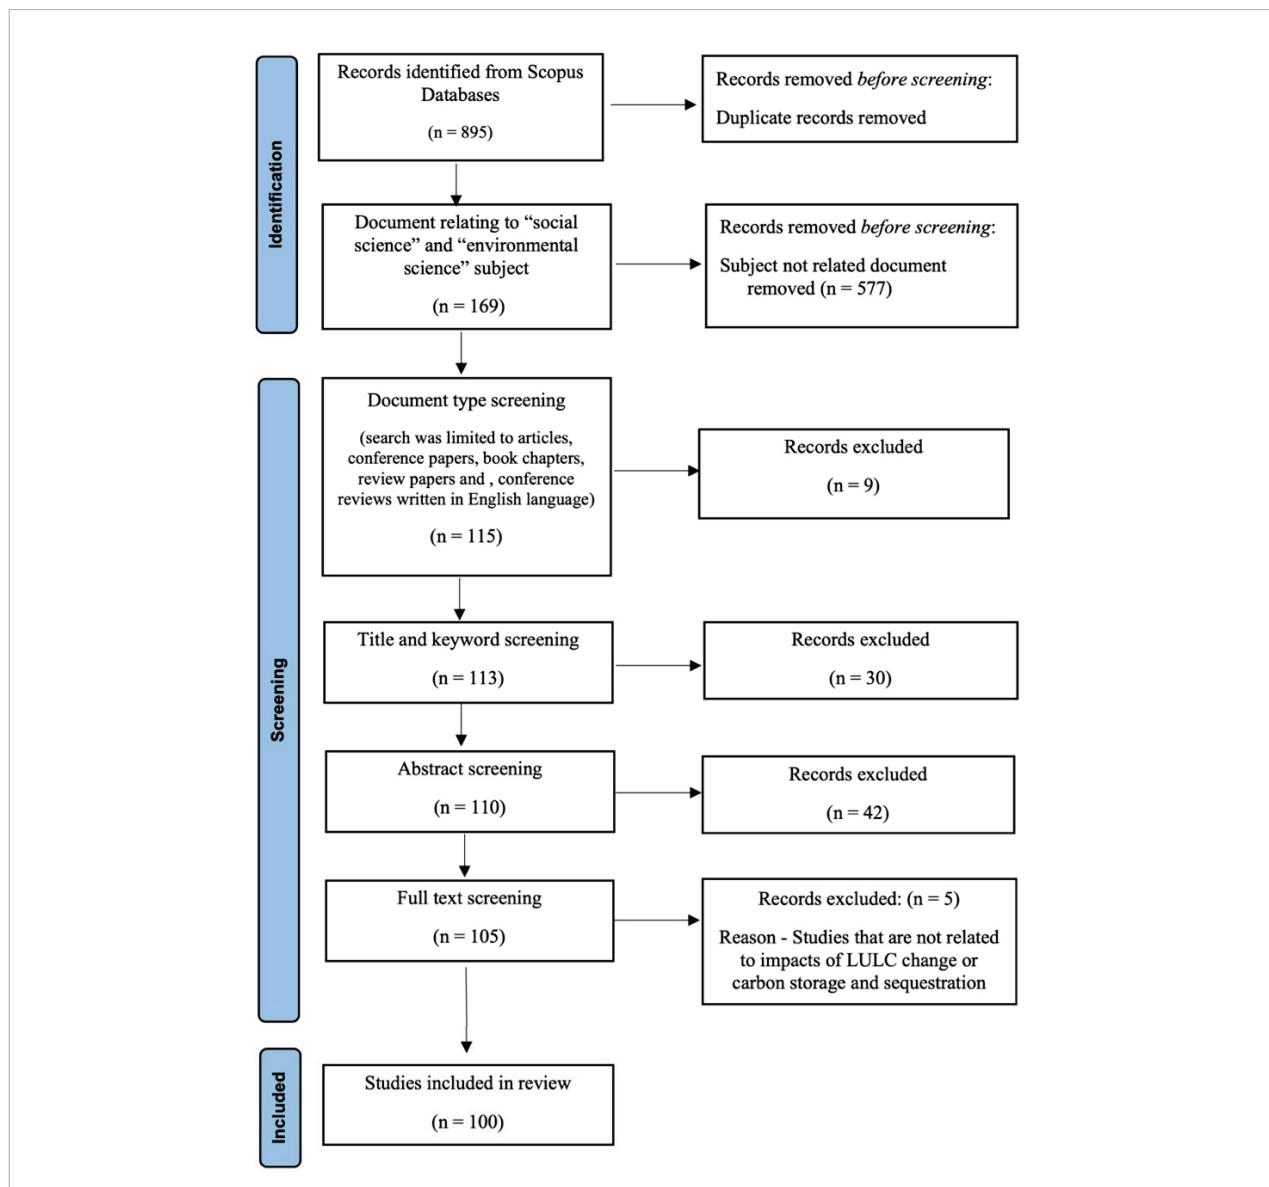 Identification
Records identified from Scopus
Databases
(n = 895)
Records removed before screening:
Duplicate records removed
Document relating to “social
science” and “environmental
science” subject
(n = 169)
Records removed before screening:
Subject not related document
removed (n = 577)
Screening
Document type screening
(search was limited to articles,
conference papers, book chapters,
review papers and , conference
reviews written in English language)
(n = 115)
Records excluded
(n = 9)
Title and keyword screening
(n = 113)
Records excluded
(n = 30)
Abstract screening
(n = 110)
Records excluded
(n = 42)
Full text screening
(n = 105)
Records excluded: (n = 5)
Reason - Studies that are not related
to impacts of LULC change or
carbon storage and sequestration
Included
Studies included in review
(n = 100)